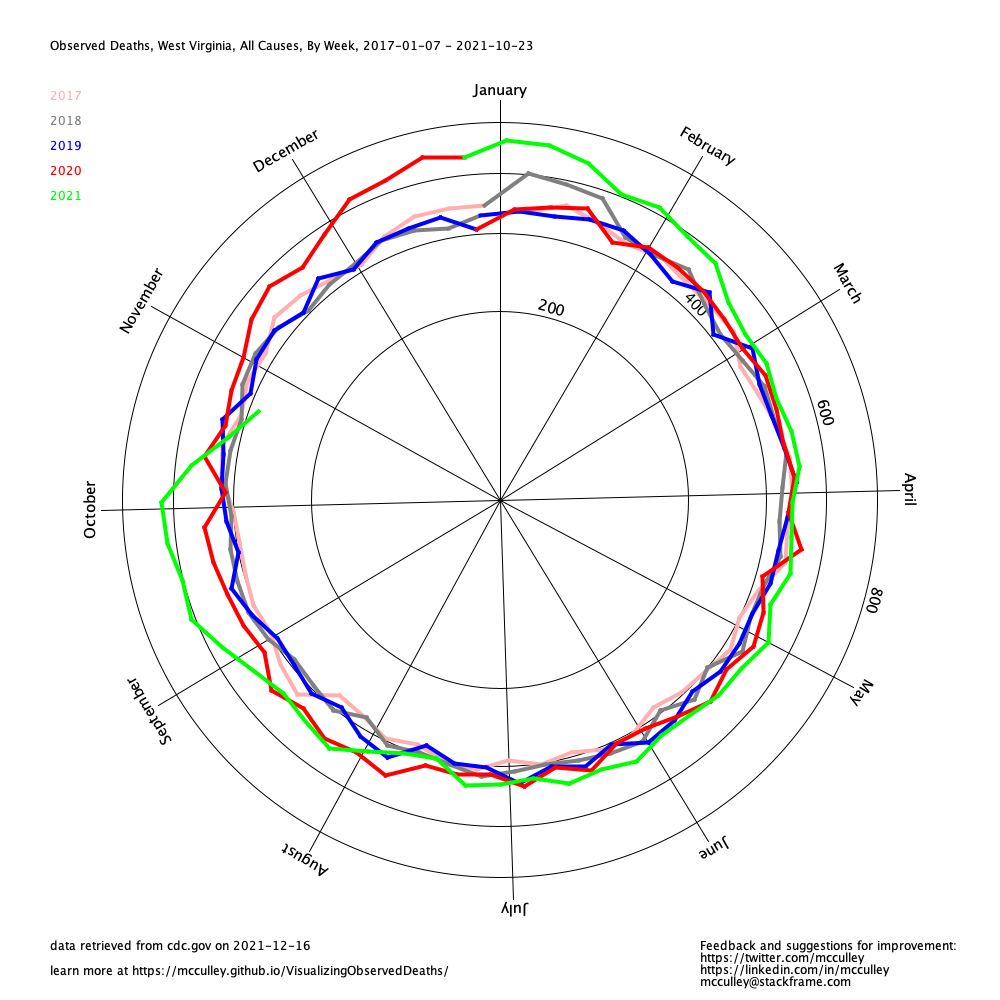 Observed Deaths, West Virginia, All Causes, By Week, 2017-01-07 - 2021-10-23
January
2017
2018
2019
2020
2021
December
February
November
March
200
400
600
October
April
800
September
May
August
June
July
data retrieved from cdc.gov on 2021-12-16
learn more at https://mcculley.github.io/VisualizingObservedDeaths/
Feedback and suggestions for improvement:
https://twitter.com/mcculley
https://linkedin.com/in/mcculley
mcculley@stackframe.com